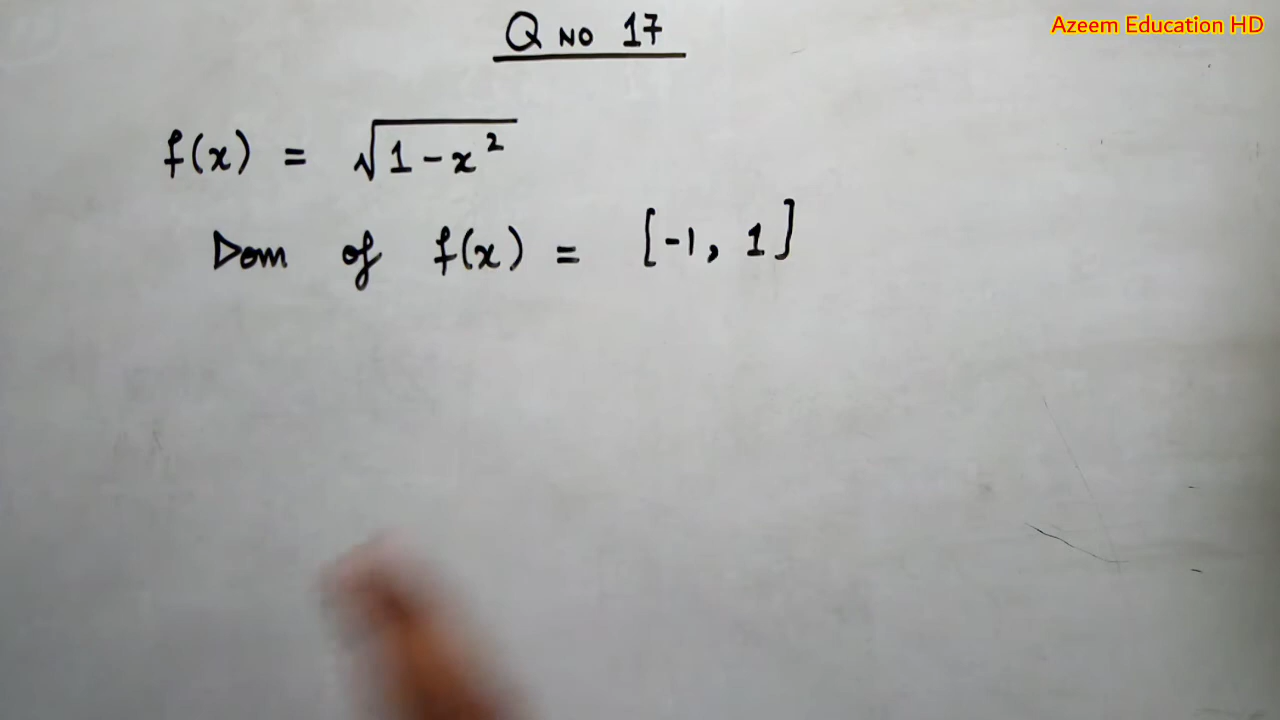 Azeem Education HD
Q NO 17
f(x) = √1-x²
Dom of f(x) = [-1, 1]